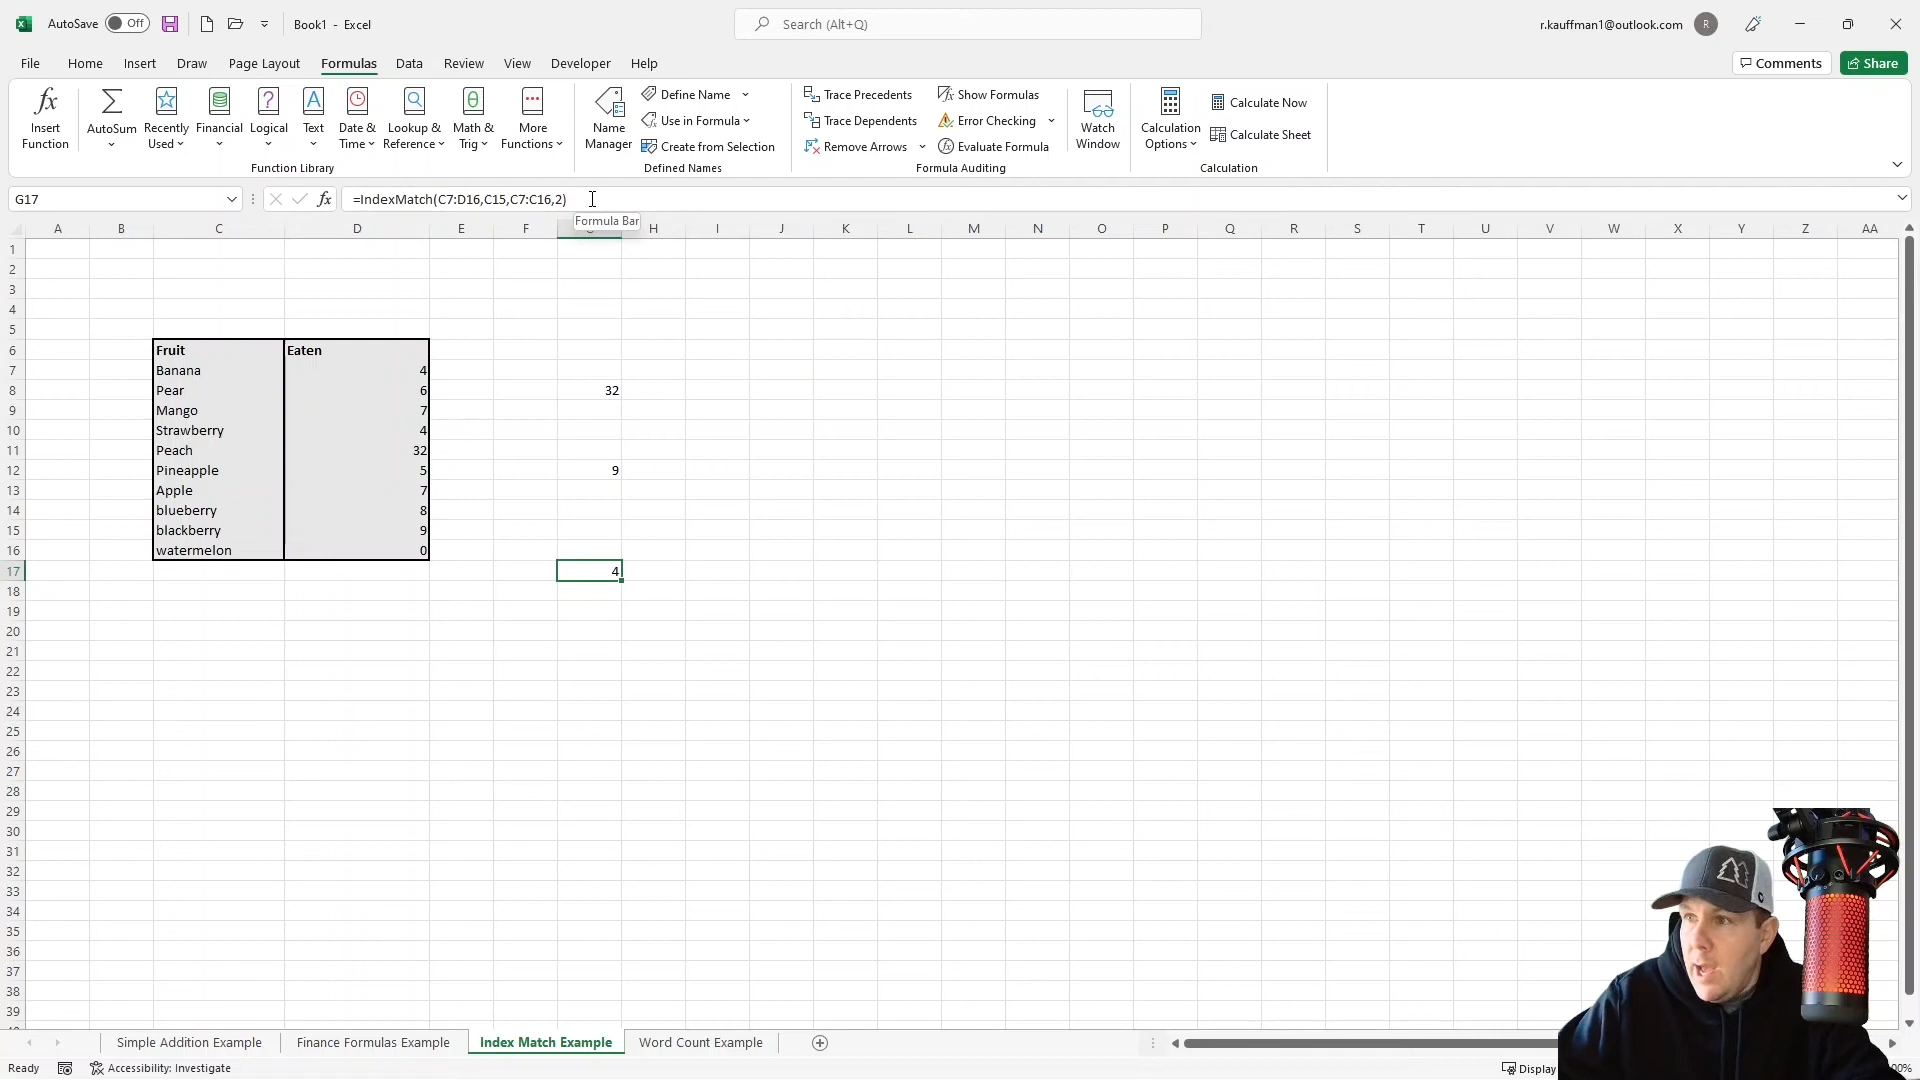 AutoSave Off Book1 - Excel Search (Alt+Q) r.kauffman1@outlook.com R
File Home Insert Draw Page Layout Formulas Data Review View Developer Help Comments Share
Insert Function
AutoSum
Recently Used
Financial
Logical
Text
Date & Time
Lookup & Reference
Math & Trig
More Functions
Function Library
Name Manager
Define Name
Use in Formula
Create from Selection
Defined Names
Trace Precedents
Trace Dependents
Remove Arrows
Show Formulas
Error Checking
Evaluate Formula
Formula Auditing
Watch Window
Calculation Options
Calculate Now
Calculate Sheet
Calculation
G17 fx =IndexMatch(C7:D16,C15,C7:C16,2)
Formula Bar
A B C D E F G H I J K L M N O P Q R S T U V W X Y Z AA
1
2
3
4
5
6 Fruit Eaten
7 Banana 4
8 Pear 6 32
9 Mango 7
10 Strawberry 4
11 Peach 32
12 Pineapple 5 9
13 Apple 7
14 blueberry 8
15 blackberry 9
16 watermelon 0
17 4
18
19
20
21
22
23
24
25
26
27
28
29
30
31
32
33
34
35
36
37
38
39
Simple Addition Example Finance Formulas Example Index Match Example Word Count Example
Ready Accessibility: Investigate Display